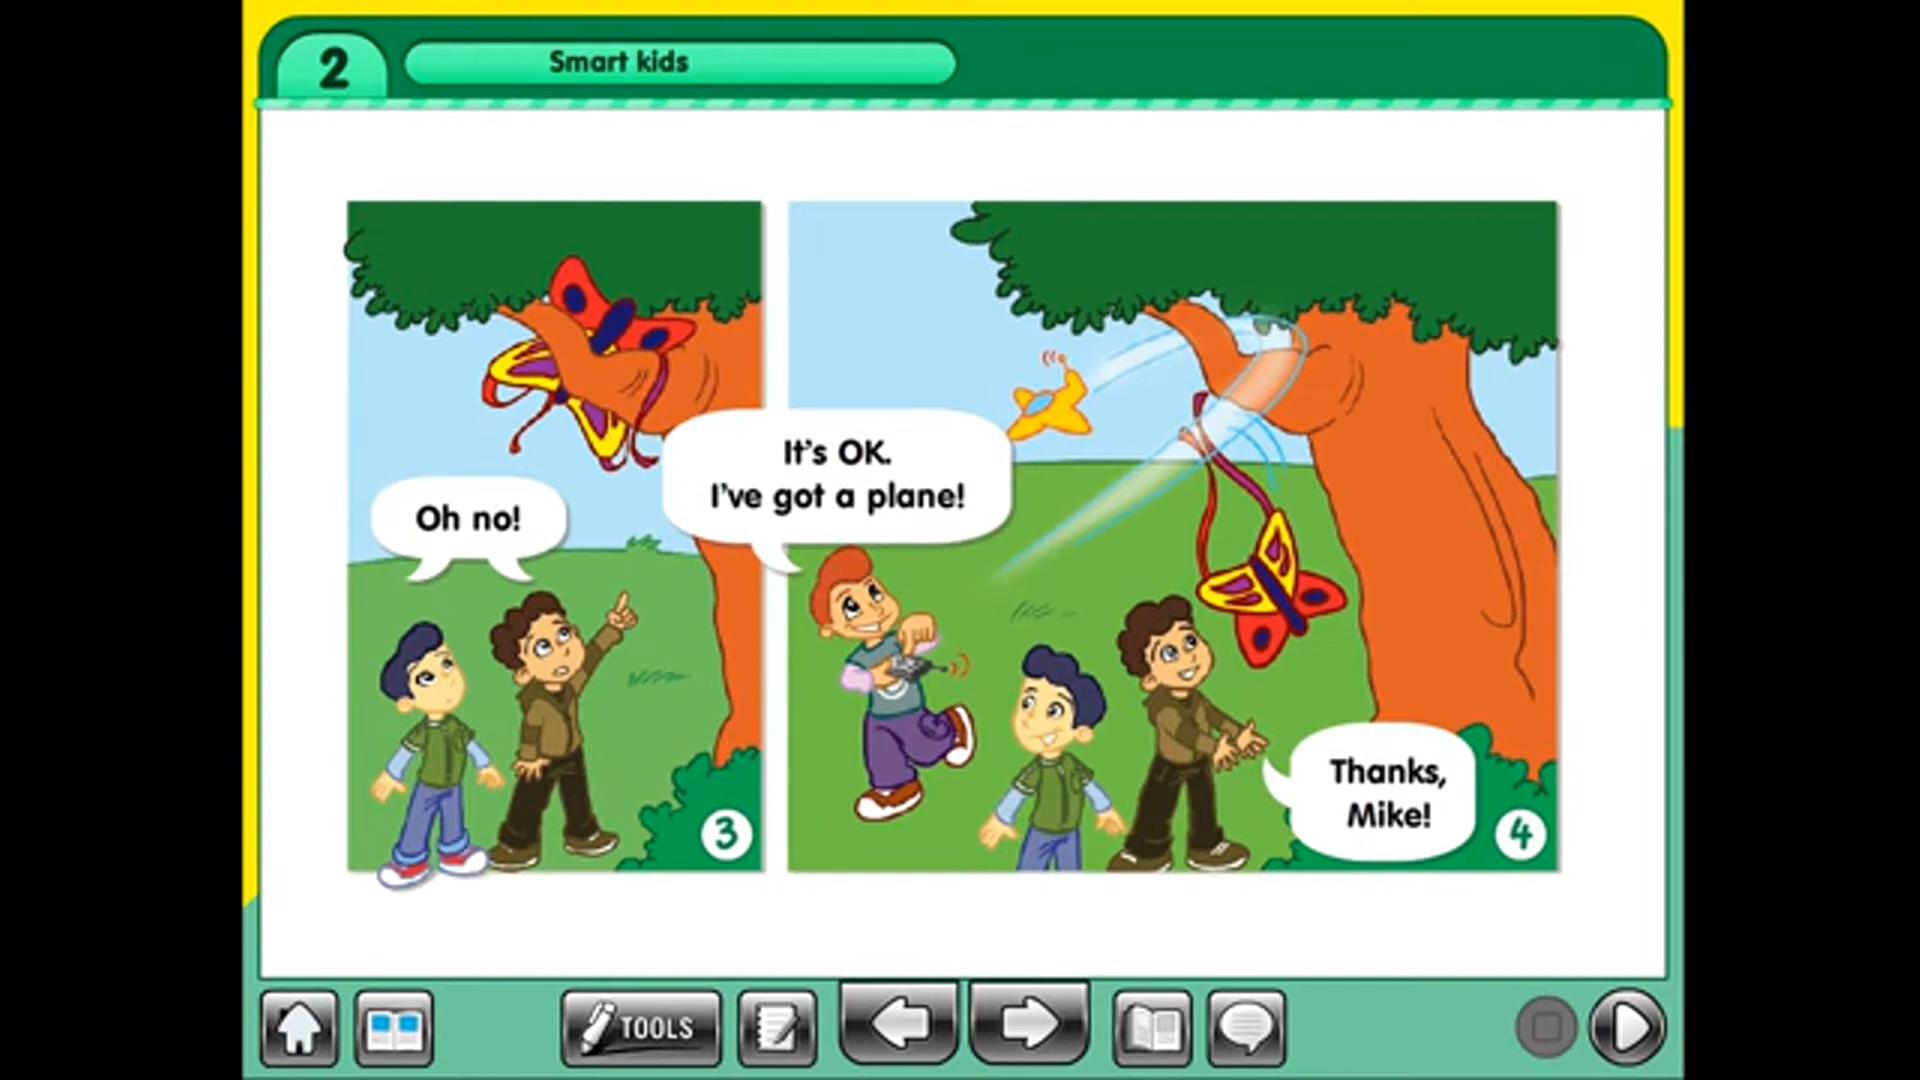 2
Smart kids
Oh no!
3
It's OK.
I've got a plane!
Thanks,
Mike!
4
TOOLS